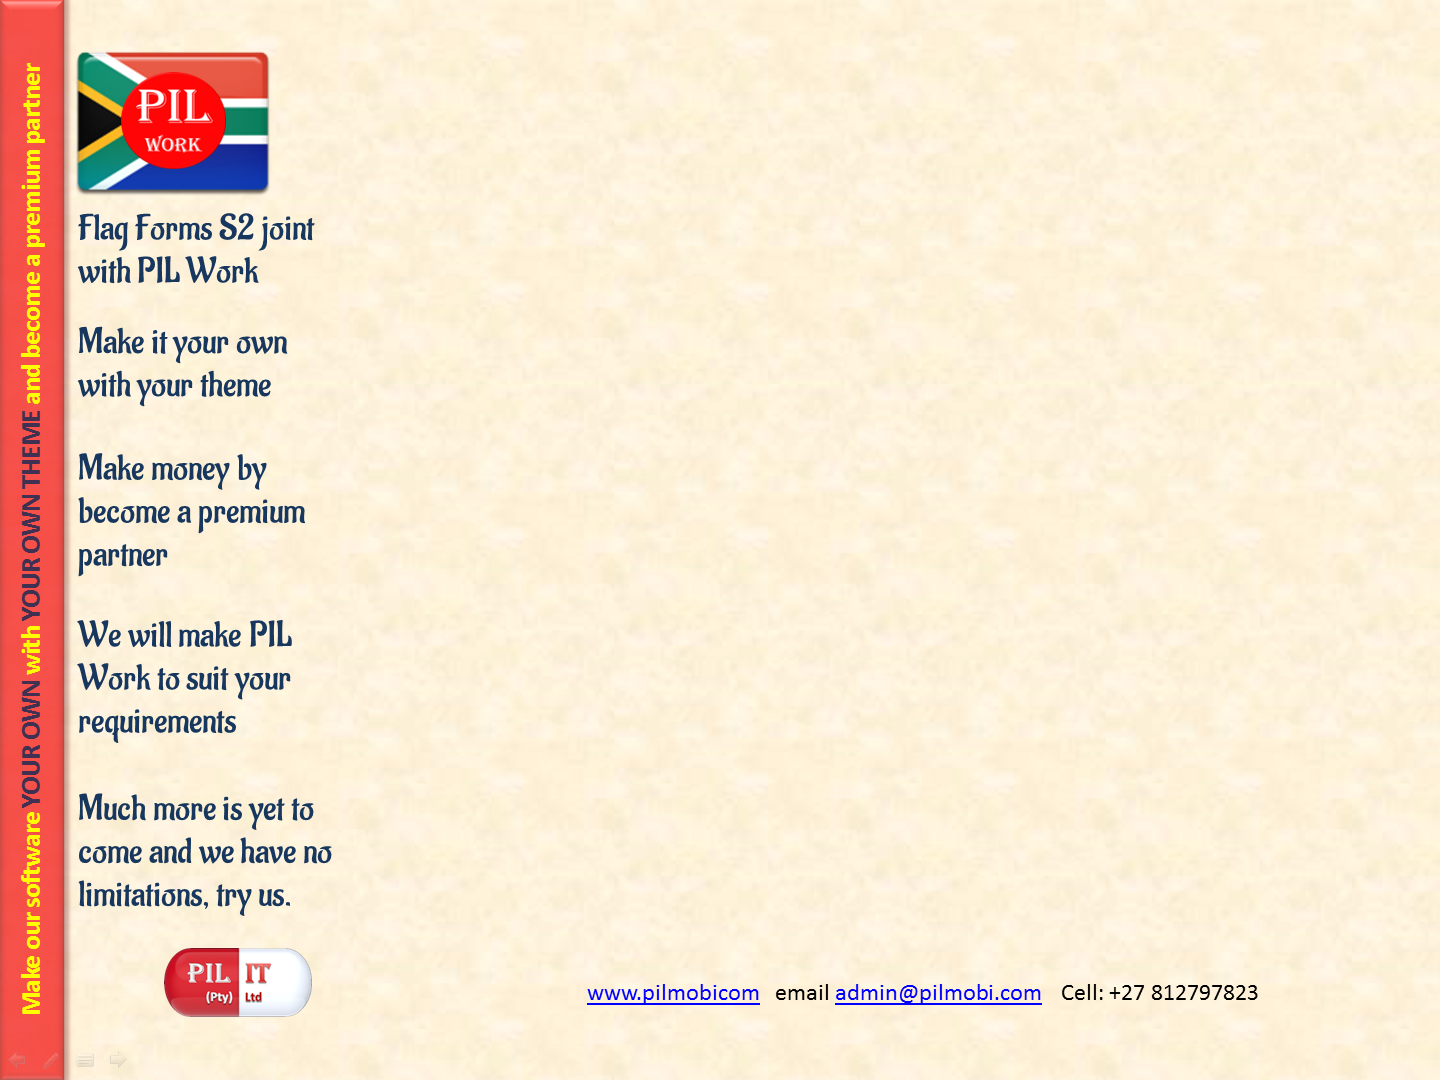 Make our software YOUR OWN with YOUR OWN THEME and become a premium partner
PIL
WORK
Flag Forms S2 joint
with PIL Work
Make it your own
with your theme
Make money by
become a premium
partner
We will make PIL
Work to suit your
requirements
Much more is yet to
come and we have no
limitations, try us.
PIL IT
(Pty) Ltd
www.pilmobicom email admin@pilmobi.com Cell: +27 812797823